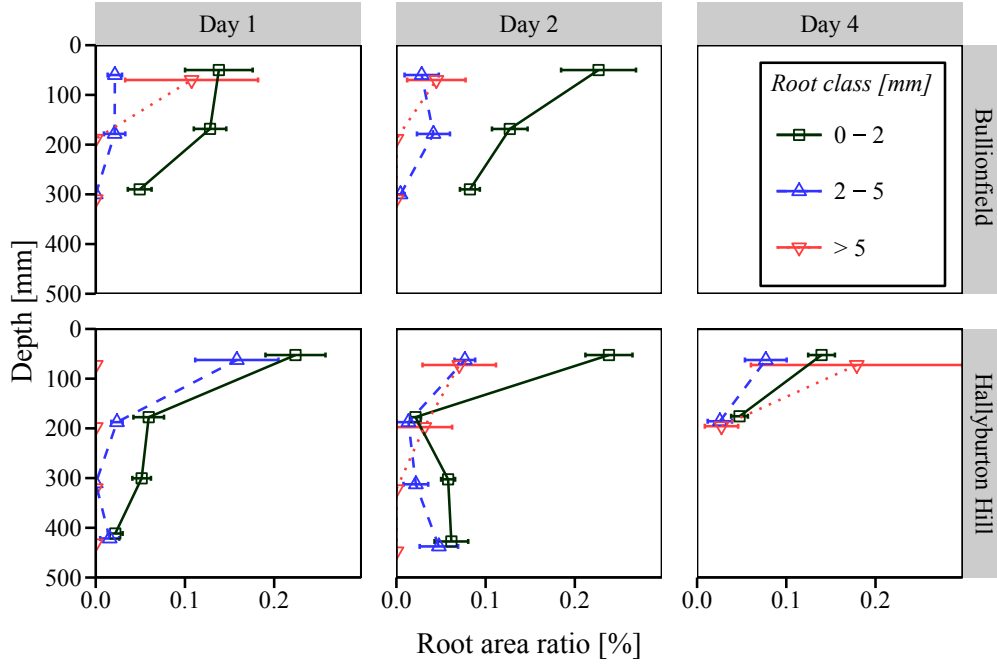 Day 1
Day 2
Day 4
0
100
200
300
400
500
Root class [mm]
0 – 2
2 – 5
> 5
Bullionfield
Depth [mm]
0
100
200
300
400
500
Hallyburton Hill
0.0
0.1
0.2
0.0
0.1
0.2
0.0
0.1
0.2
Root area ratio [%]